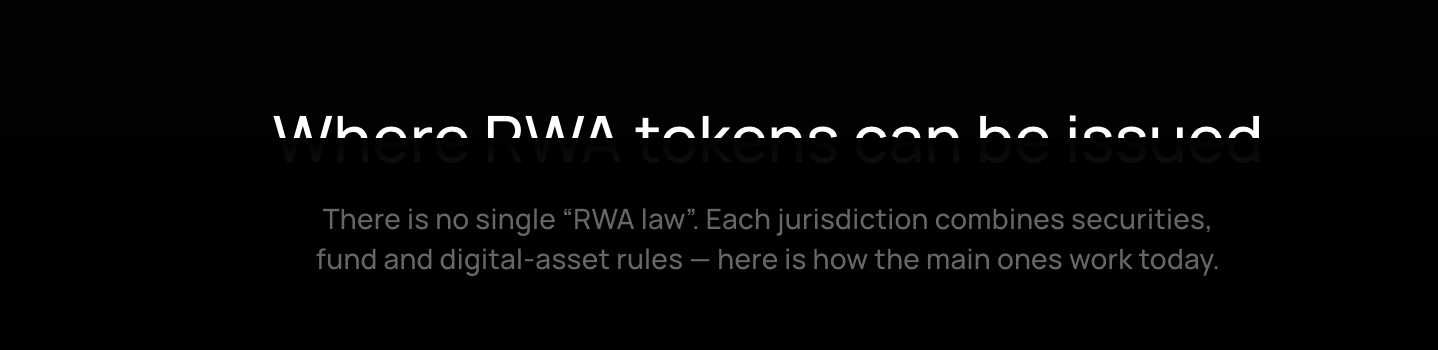 Where RWA tokens can be issued
There is no single “RWA law”. Each jurisdiction combines securities,
fund and digital-asset rules — here is how the main ones work today.